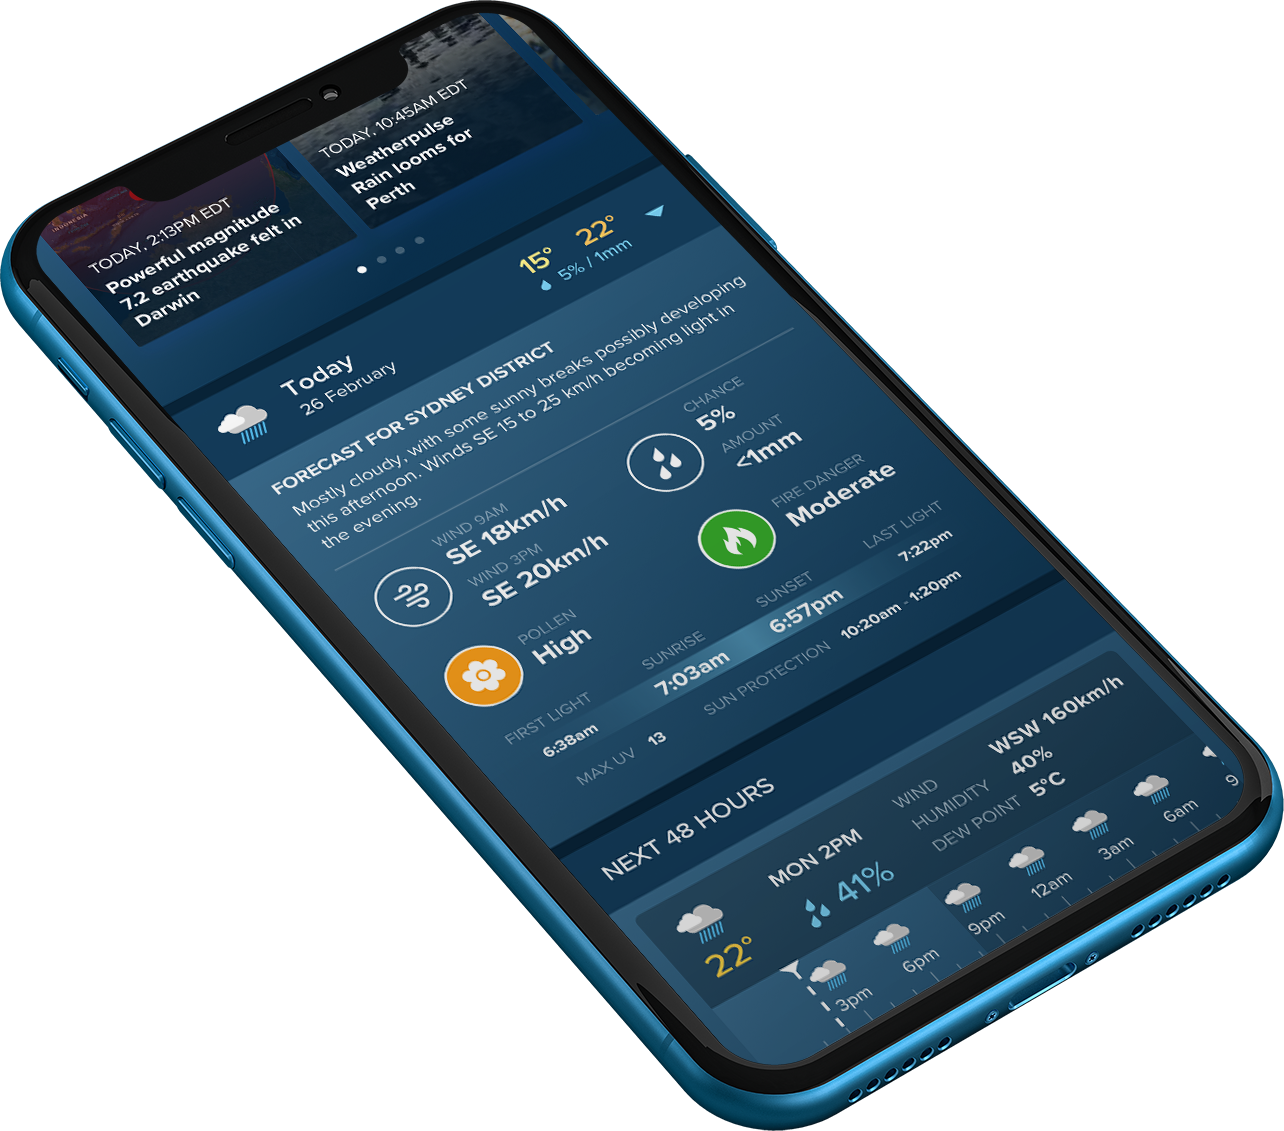 TODAY, 2:13PM EDT
Powerful magnitude
7.2 earthquake felt in
Darwin
TODAY, 10:45AM EDT
Weatherpulse
Rain looms for
Perth
INDONESIA
Today
26 February
15° 22°
5% / 1mm
FORECAST FOR SYDNEY DISTRICT
Mostly cloudy, with some sunny breaks possibly developing
this afternoon. Winds SE 15 to 25 km/h becoming light in
the evening.
WIND 9AM
SE 18km/h
WIND 3PM
SE 20km/h
CHANCE
5%
AMOUNT
<1mm
POLLEN
High
FIRE DANGER
Moderate
FIRST LIGHT
6:38am
SUNRISE
7:03am
SUNSET
6:57pm
LAST LIGHT
7:22pm
MAX UV 13
SUN PROTECTION 10:20am - 1:20pm
NEXT 48 HOURS
22°
MON 2PM
41%
WIND WSW 160km/h
HUMIDITY 40%
DEW POINT 5°C
3pm 6pm 9pm 12am 3am 6am 9